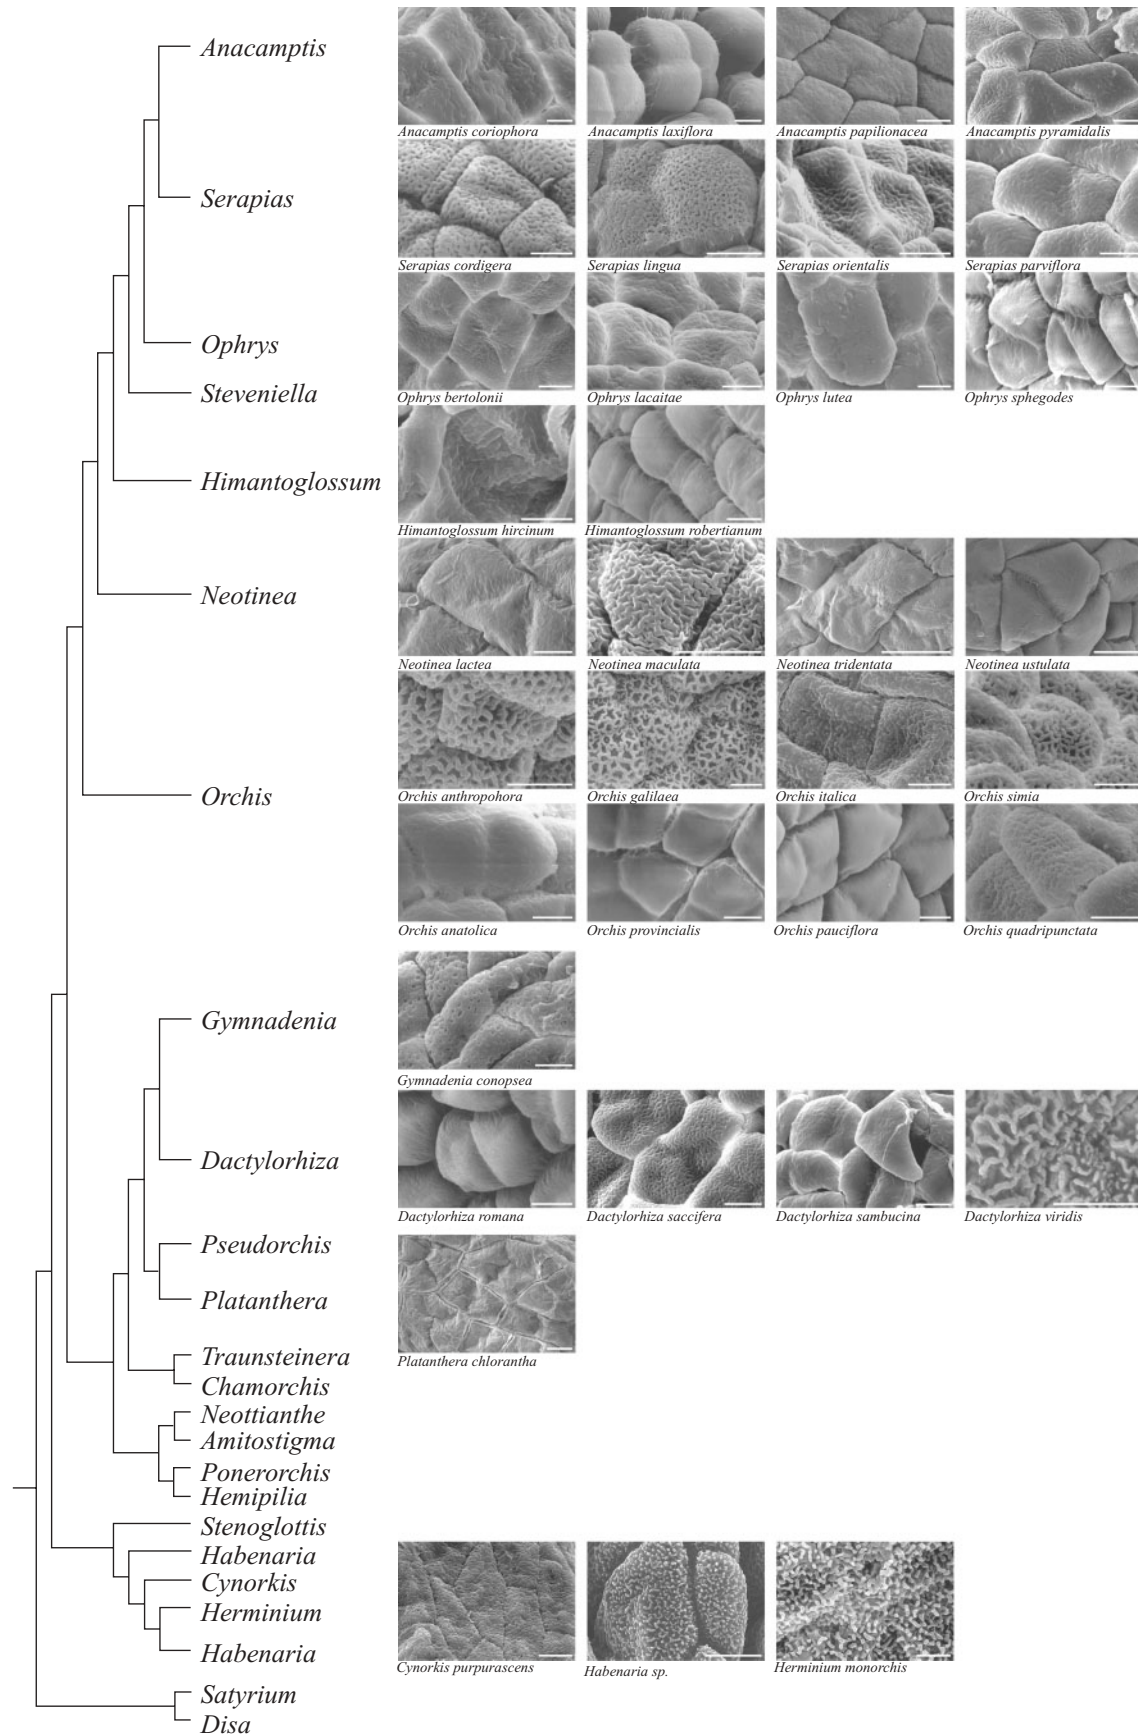 Anacamptis
Anacamptis coriophora
Anacamptis laxiflora
Anacamptis papilionacea
Anacamptis pyramidalis
Serapias
Serapias cordigera
Serapias lingua
Serapias orientalis
Serapias parviflora
Ophrys
Steveniella
Ophrys bertolonii
Ophrys lacaitae
Ophrys lutea
Ophrys sphegodes
Himantoglossum
Himantoglossum hircinum
Himantoglossum robertianum
Neotinea
Neotinea lactea
Neotinea maculata
Neotinea tridentata
Neotinea ustulata
Orchis
Orchis anthropohora
Orchis galilaea
Orchis italica
Orchis simia
Orchis anatolica
Orchis provincialis
Orchis pauciflora
Orchis quadripunctata
Gymnadenia
Gymnadenia conopsea
Dactylorhiza
Dactylorhiza romana
Dactylorhiza saccifera
Dactylorhiza sambucina
Dactylorhiza viridis
Pseudorchis
Platanthera
Platanthera chlorantha
Traunsteinera
Chamorchis
Neottianthe
Amitostigma
Ponerorchis
Hemipilia
Stenoglottis
Habenaria
Cynorkis
Herminium
Habenaria
Cynorkis purpurascens
Habenaria sp.
Herminium monorchis
Satyrium
Disa